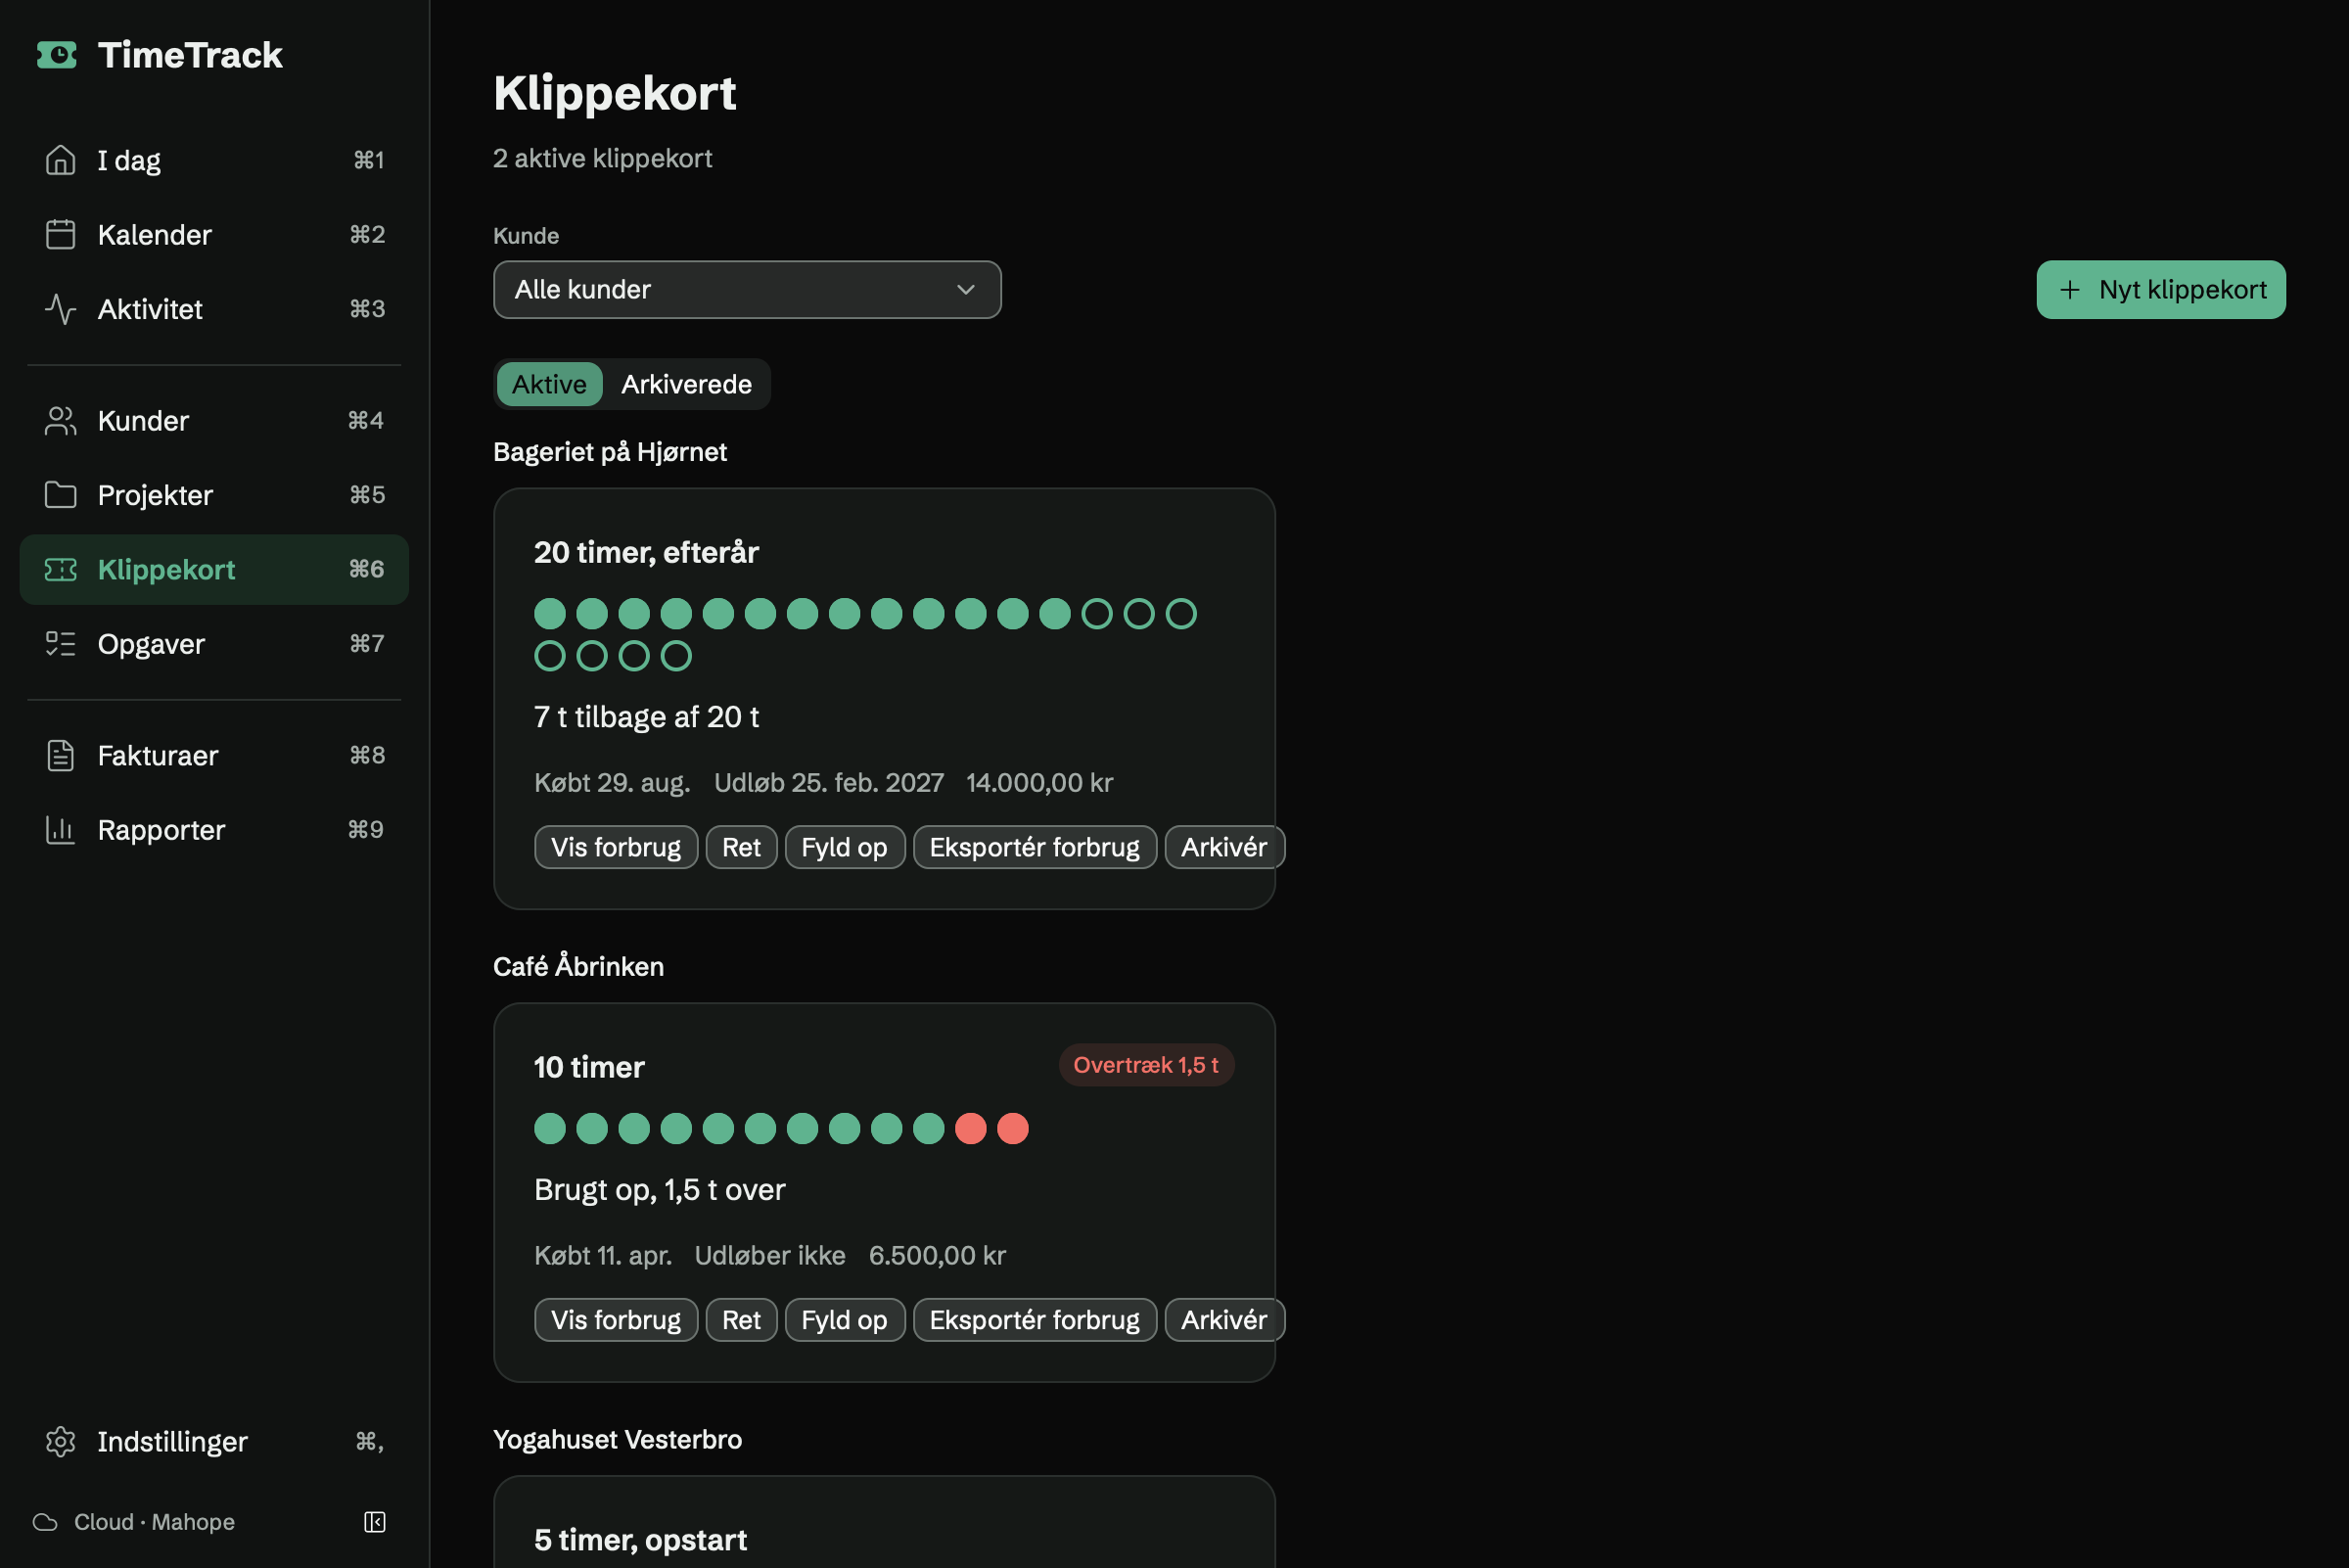 TimeTrack
I dag ⌘1
Kalender ⌘2
Aktivitet ⌘3
Kunder ⌘4
Projekter ⌘5
Klippekort ⌘6
Opgaver ⌘7
Fakturaer ⌘8
Rapporter ⌘9
Indstillinger ⌘,
Cloud · Mahope
Klippekort
2 aktive klippekort
Kunde
Alle kunder
+ Nyt klippekort
Aktive Arkiverede
Bageriet på Hjørnet
20 timer, efterår
7 t tilbage af 20 t
Købt 29. aug. Udløb 25. feb. 2027 14.000,00 kr
Vis forbrug Ret Fyld op Eksportér forbrug Arkivér
Café Åbrinken
10 timer Overtræk 1,5 t
Brugt op, 1,5 t over
Købt 11. apr. Udløber ikke 6.500,00 kr
Vis forbrug Ret Fyld op Eksportér forbrug Arkivér
Yogahuset Vesterbro
5 timer, opstart